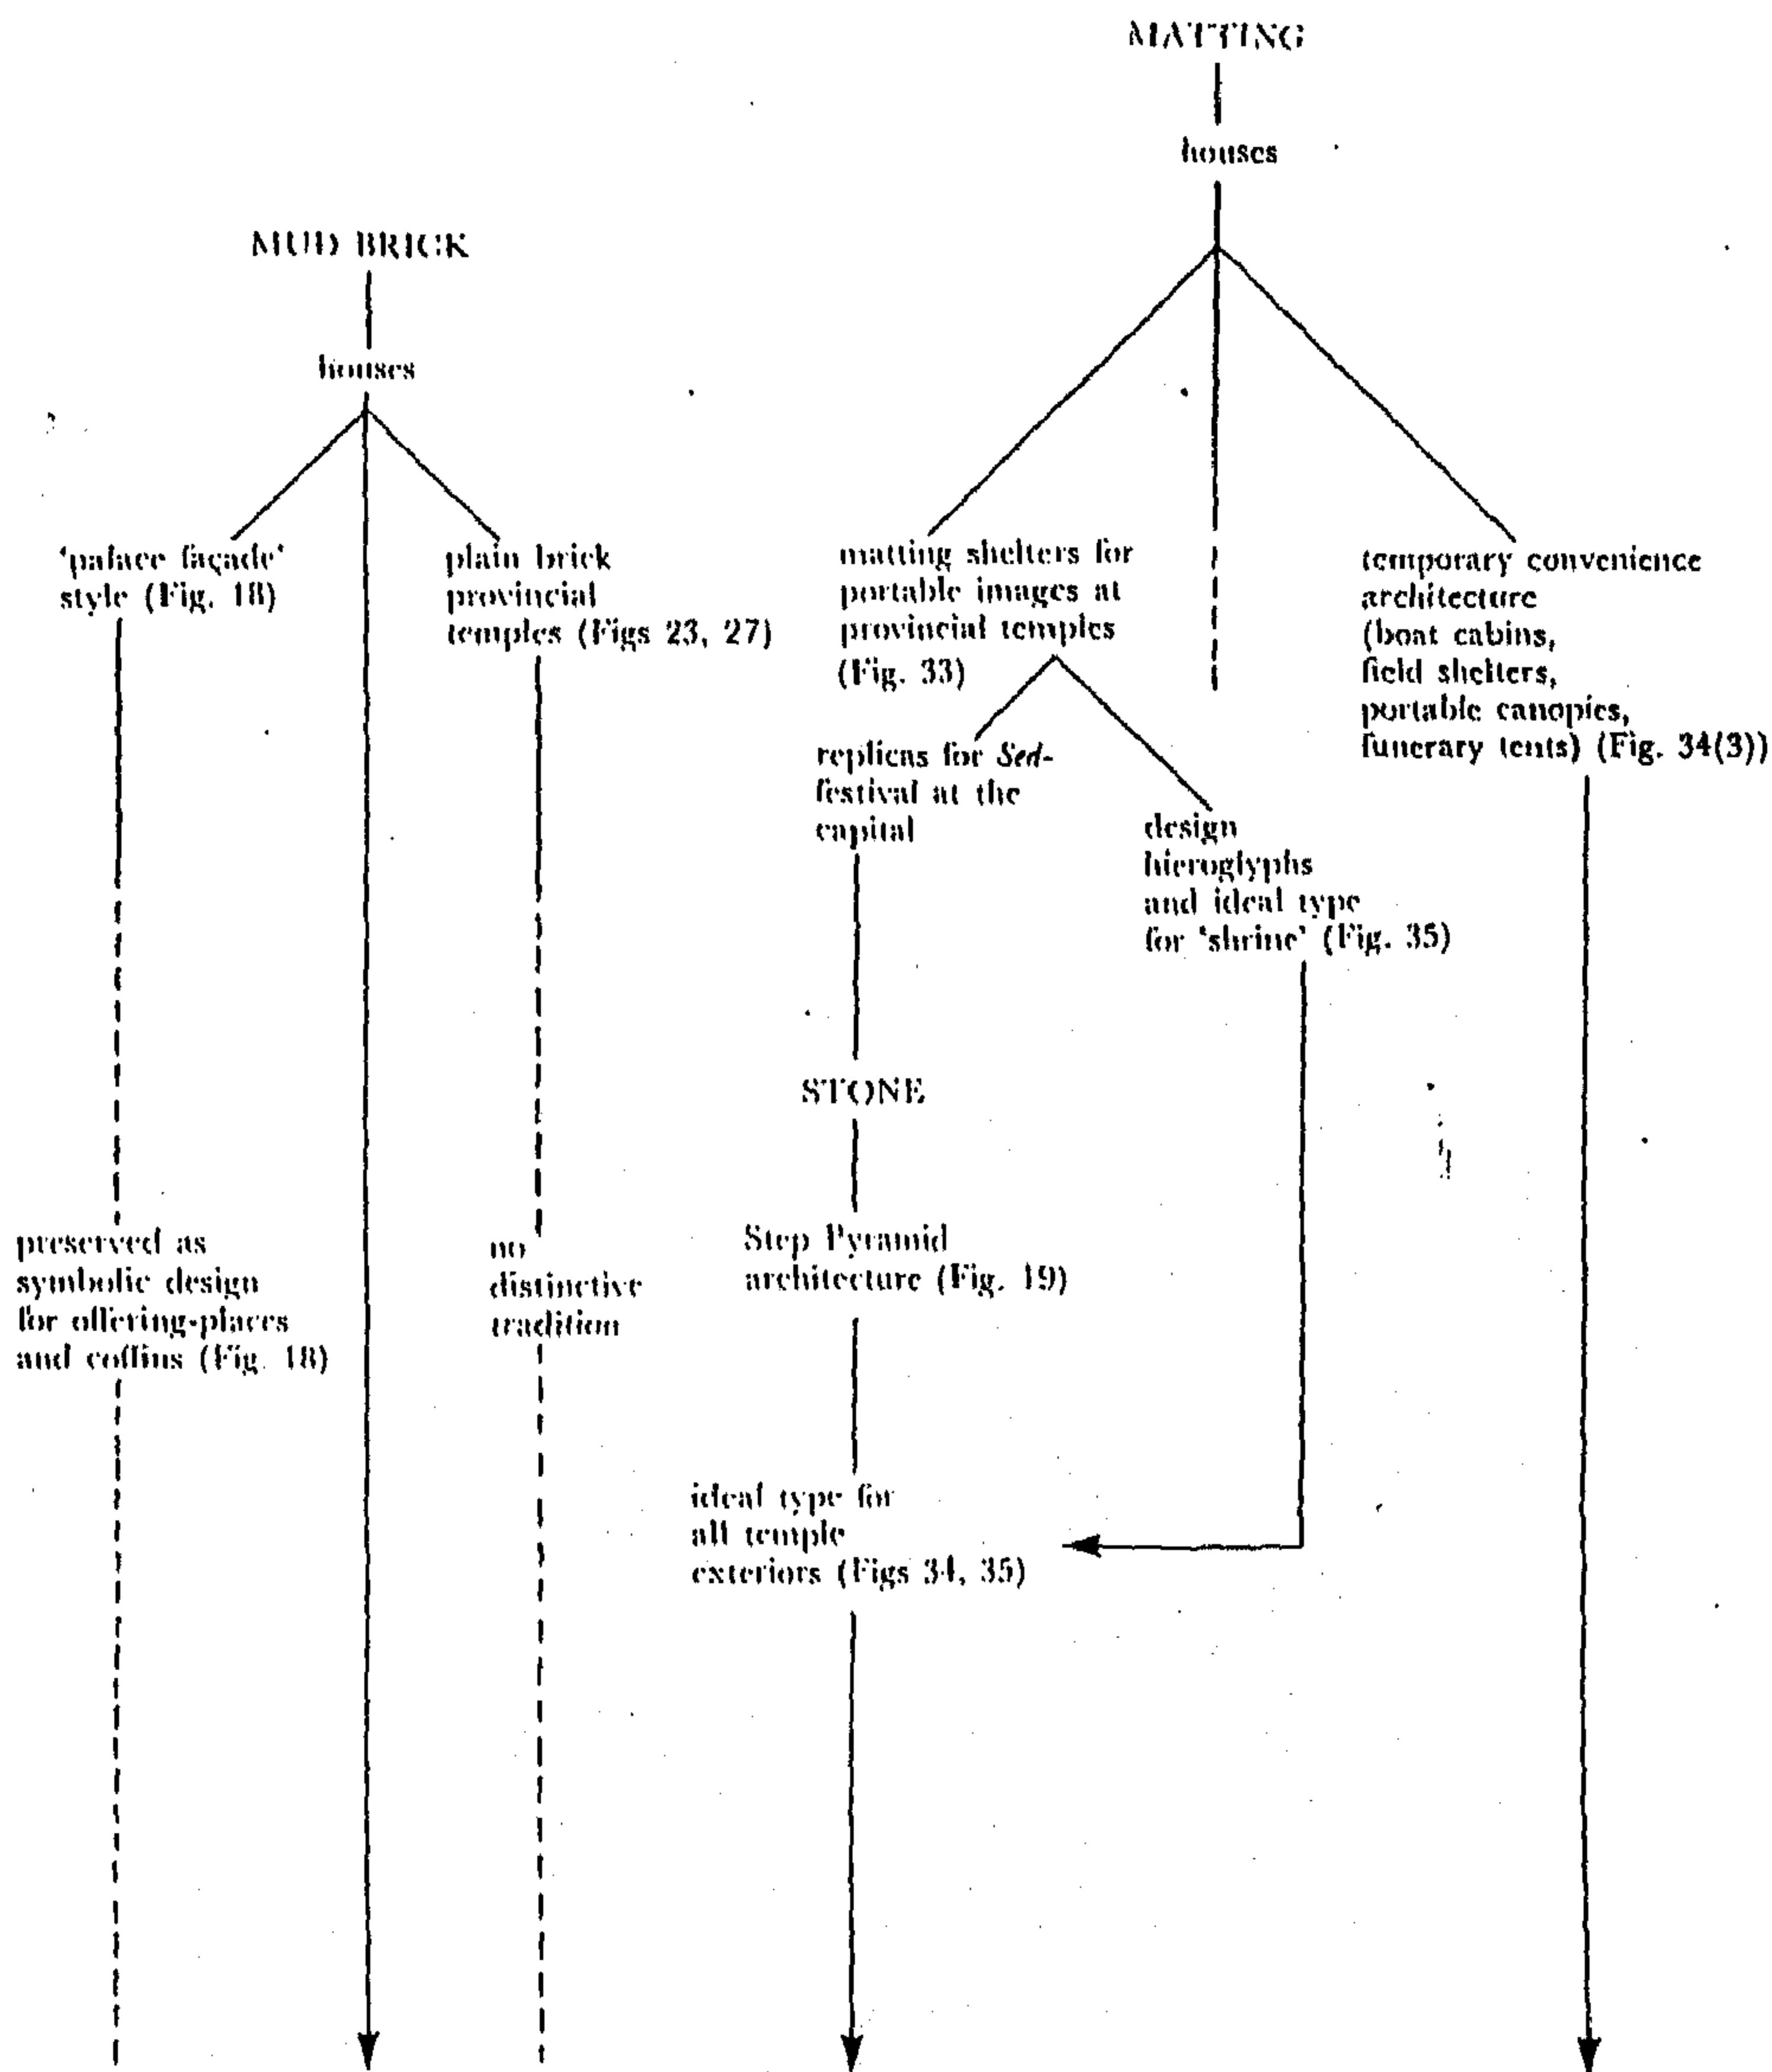 MATTING
houses
MUD BRICK
houses
'palace façade'
style (Fig. 18)
plain brick
provincial
temples (Figs 23, 27)
matting shelters for
portable images at
provincial temples
(Fig. 33)
temporary convenience
architecture
(boat cabins,
field shelters,
portable canopies,
funerary tents) (Fig. 34(3))
replicas for Sed-
festival at the
capital
design
hieroglyphs
and ideal type
for 'shrine' (Fig. 35)
STONE
preserved as
symbolic design
for offering-places
and coffins (Fig. 18)
no
distinctive
tradition
Step Pyramid
architecture (Fig. 19)
ideal type for
all temple
exteriors (Figs 34, 35)